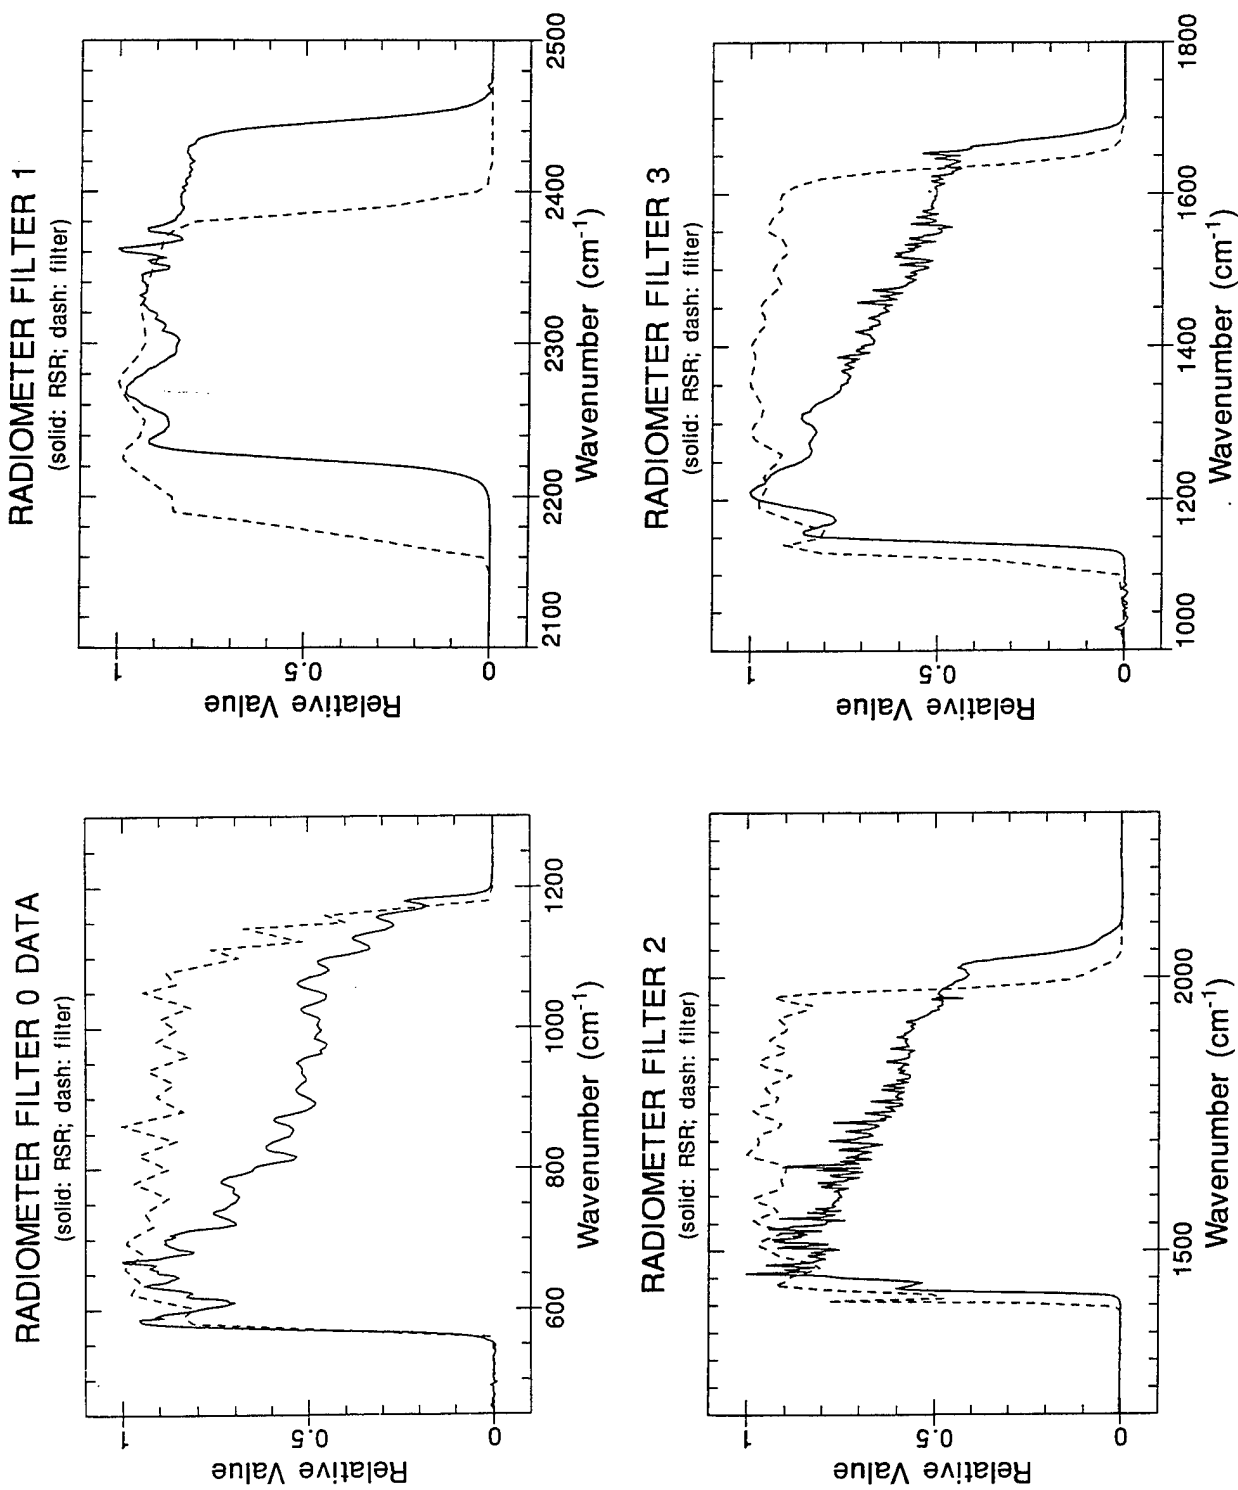 RADIOMETER FILTER 0 DATA
(solid: RSR; dash: filter)
1
0.5
0
Relative Value
600
800
1000
1200
Wavenumber (cm-1)
RADIOMETER FILTER 1
(solid: RSR; dash: filter)
1
0.5
0
Relative Value
2100
2200
2300
2400
2500
Wavenumber (cm-1)
RADIOMETER FILTER 2
(solid: RSR; dash: filter)
1
0.5
0
Relative Value
1500
2000
Wavenumber (cm-1)
RADIOMETER FILTER 3
(solid: RSR; dash: filter)
1
0.5
0
Relative Value
1000
1200
1400
1600
1800
Wavenumber (cm-1)